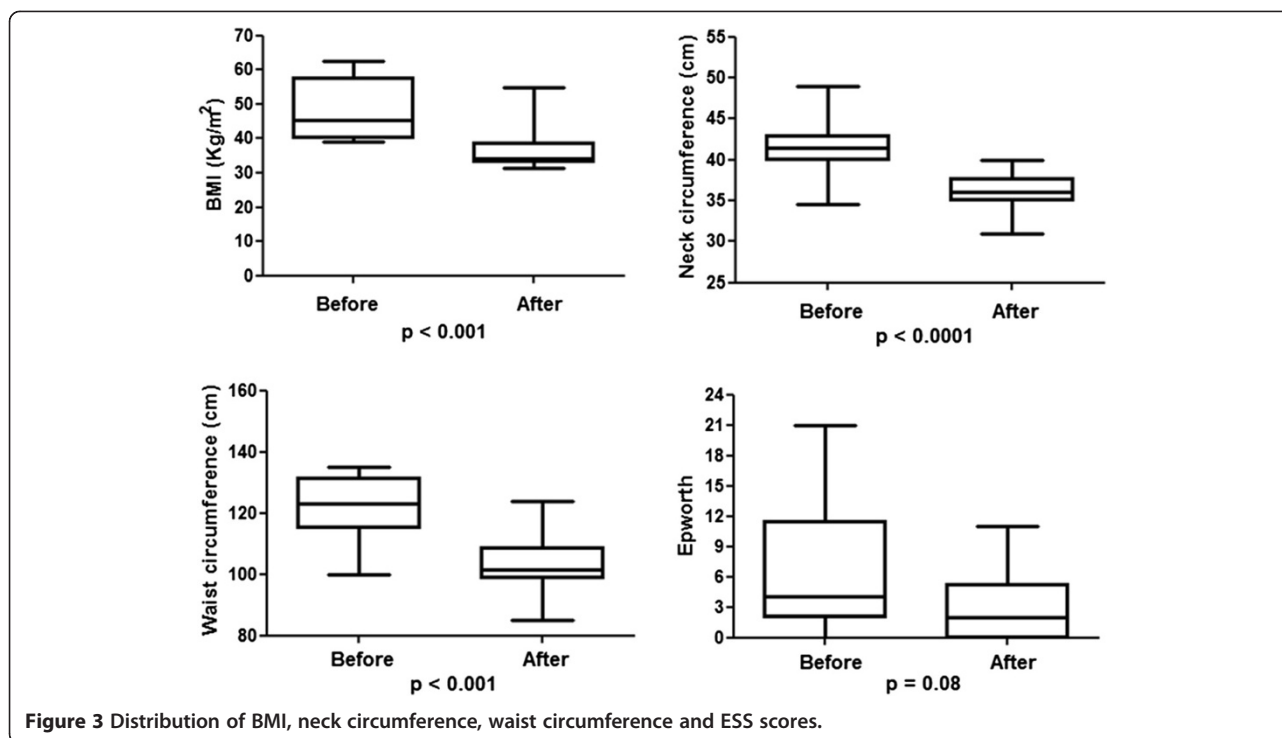 BMI (Kg/m²)
70
60
50
40
30
20
10
0
Before After
p < 0.001
Neck circumference (cm)
55
50
45
40
35
30
25
Before After
p < 0.0001
Waist circumference (cm)
160
140
120
100
80
Before After
p < 0.001
Epworth
24
21
18
15
12
9
6
3
0
Before After
p = 0.08
Figure 3 Distribution of BMI, neck circumference, waist circumference and ESS scores.